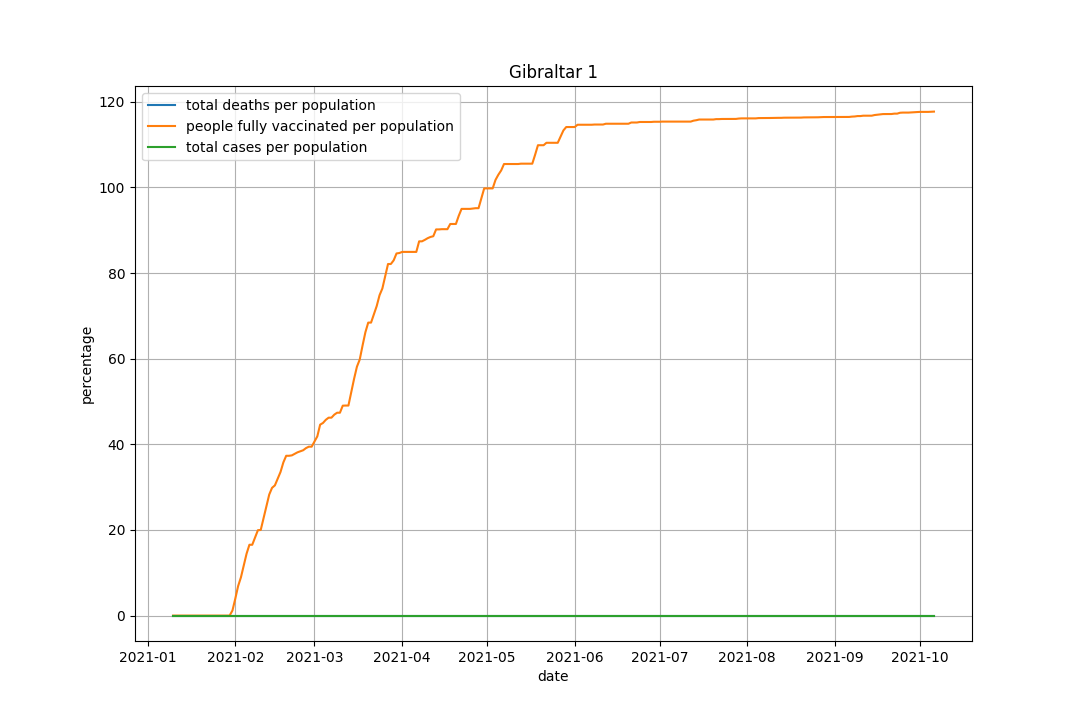 Gibraltar 1
total deaths per population
people fully vaccinated per population
total cases per population
percentage
120
100
80
60
40
20
0
2021-01 2021-02 2021-03 2021-04 2021-05 2021-06 2021-07 2021-08 2021-09 2021-10
date